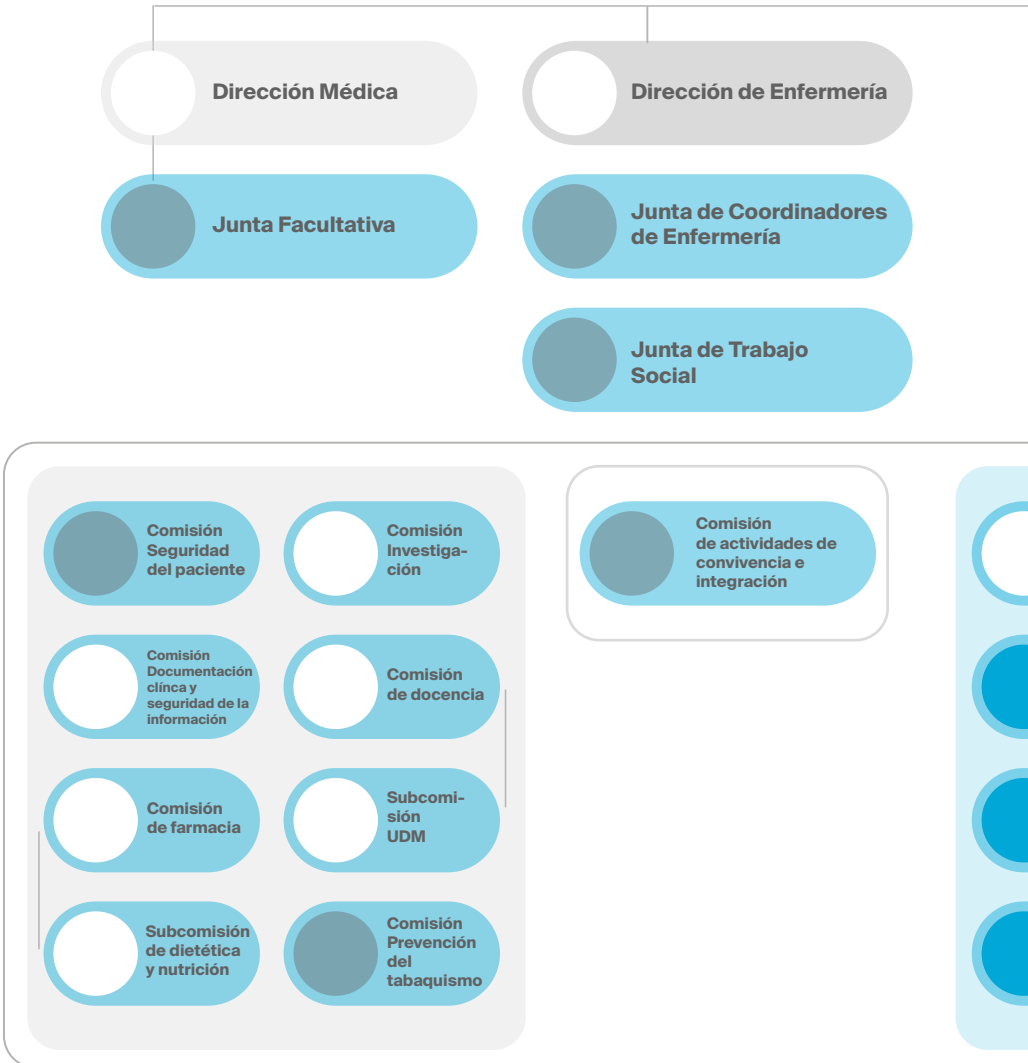 Dirección Médica
Dirección de Enfermería
Junta Facultativa
Junta de Coordinadores
de Enfermería
Junta de Trabajo
Social
Comisión
Seguridad
del paciente
Comisión
Investiga-
ción
Comisión
de actividades de
convivencia e
integración
Comisión
Documentación
clínca y
seguridad de la
información
Comisión
de docencia
Comisión
de farmacia
Subcomi-
sión
UDM
Subcomisión
de dietética
y nutrición
Comisión
Prevención
del
tabaquismo